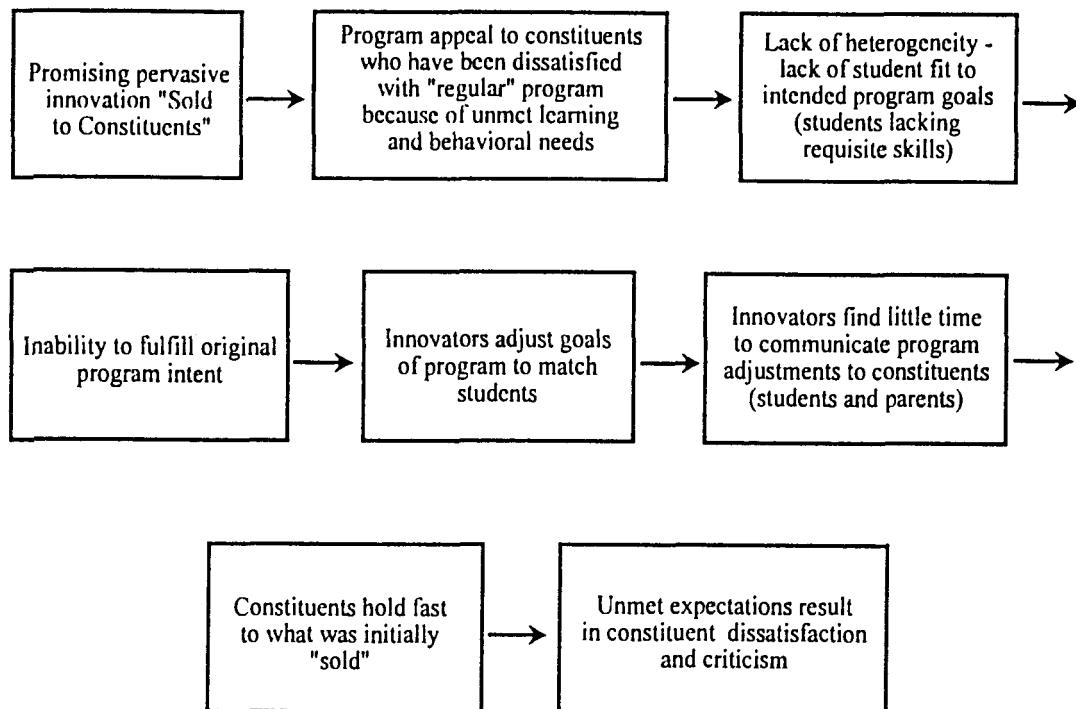 Promising pervasive
innovation "Sold
to Constituents"
Program appeal to constituents
who have been dissatisfied
with "regular" program
because of unmet learning
and behavioral needs
Lack of heterogeneity -
lack of student fit to
intended program goals
(students lacking
requisite skills)
Inability to fulfill original
program intent
Innovators adjust goals
of program to match
students
Innovators find little time
to communicate program
adjustments to constituents
(students and parents)
Constituents hold fast
to what was initially
"sold"
Unmet expectations result
in constituent dissatisfaction
and criticism